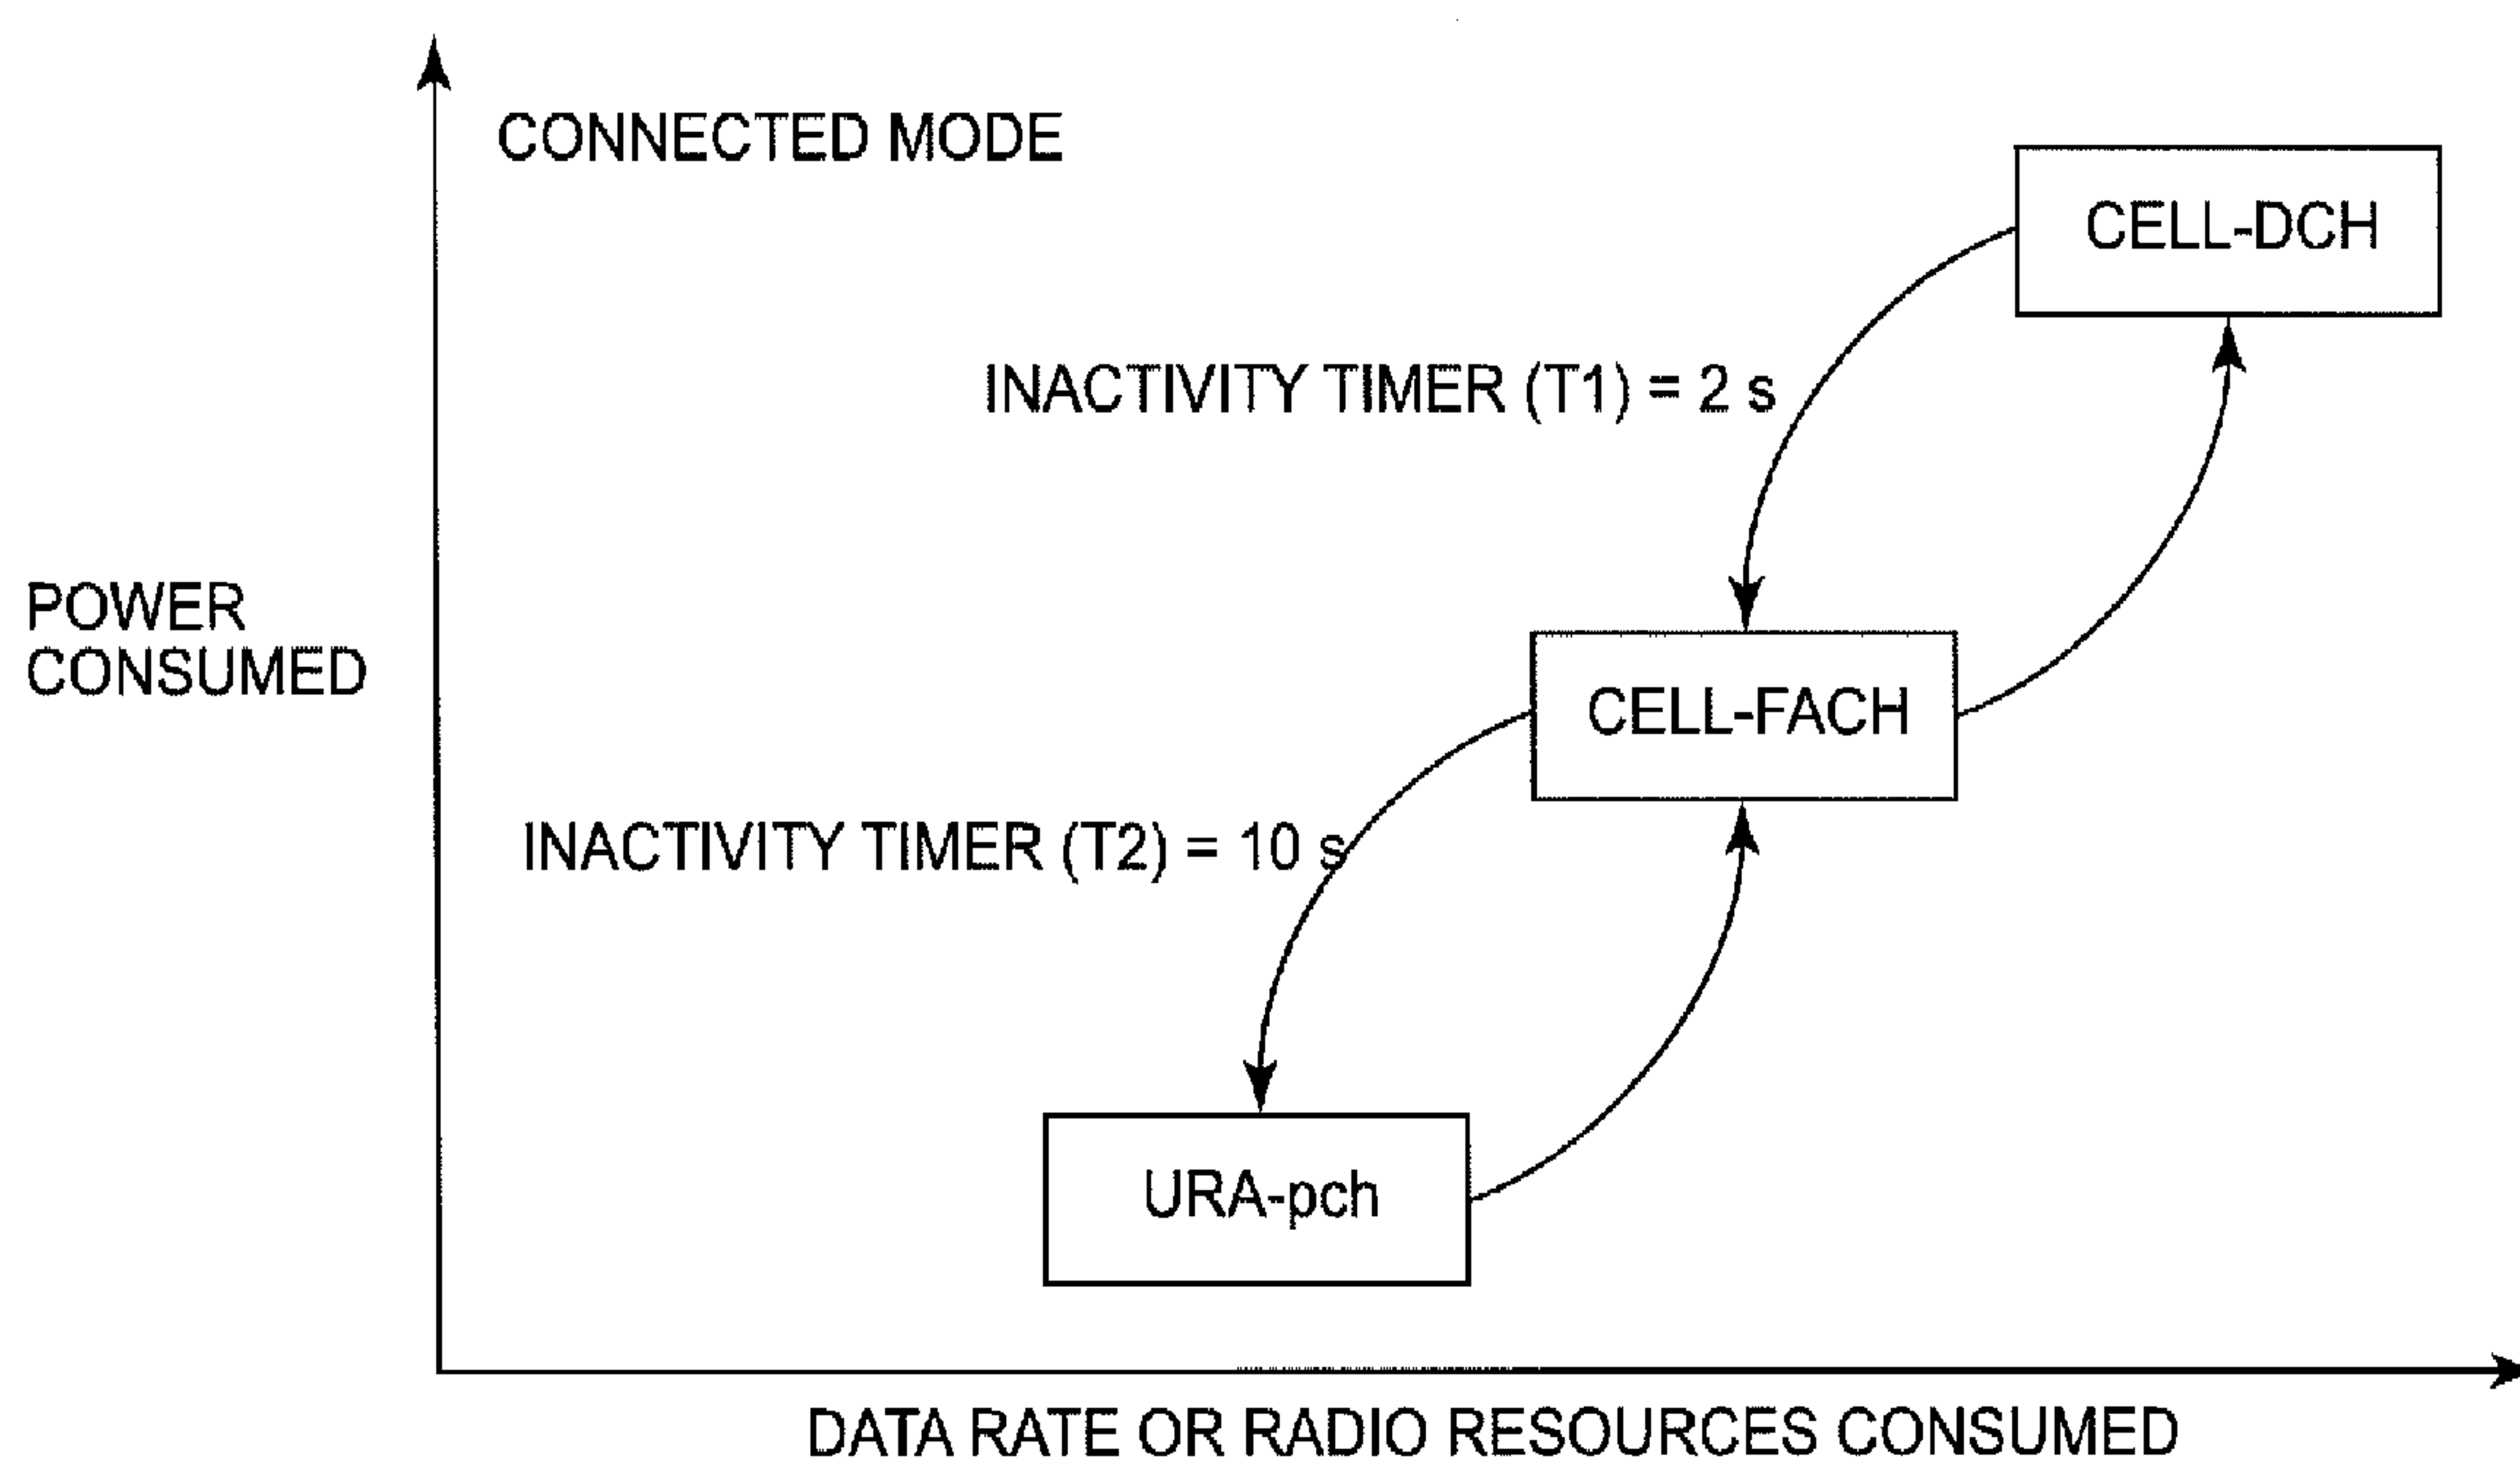 CONNECTED MODE
CELL-DCH
INACTIVITY TIMER (T1) = 2 s
POWER
CONSUMED
CELL-FACH
INACTIVITY TIMER (T2) = 10 s
URA-pch
DATA RATE OR RADIO RESOURCES CONSUMED